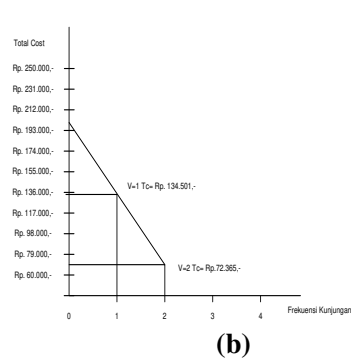 Total Cost
Rp. 250.000,-
Rp. 231.000,-
Rp. 212.000,-
Rp. 193.000,-
Rp. 174.000,-
Rp. 155.000,-
Rp. 136.000,-
V=1 Tc= Rp. 134.501,-
Rp. 117.000,-
Rp. 98.000,-
Rp. 79.000,-
V=2 Tc= Rp.72.365,-
Rp. 60.000,-
0 1 2 3 4
Frekuensi Kunjungan
(b)